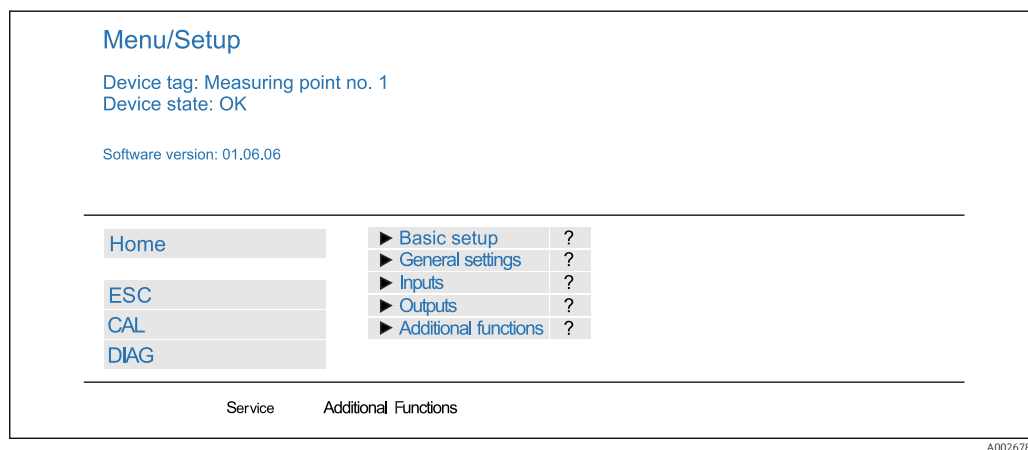 Menu/Setup
Device tag: Measuring point no. 1
Device state: OK
Software version: 01.06.06
Home
ESC
CAL
DIAG
Basic setup ?
General settings ?
Inputs ?
Outputs ?
Additional functions ?
Service Additional Functions
A002678